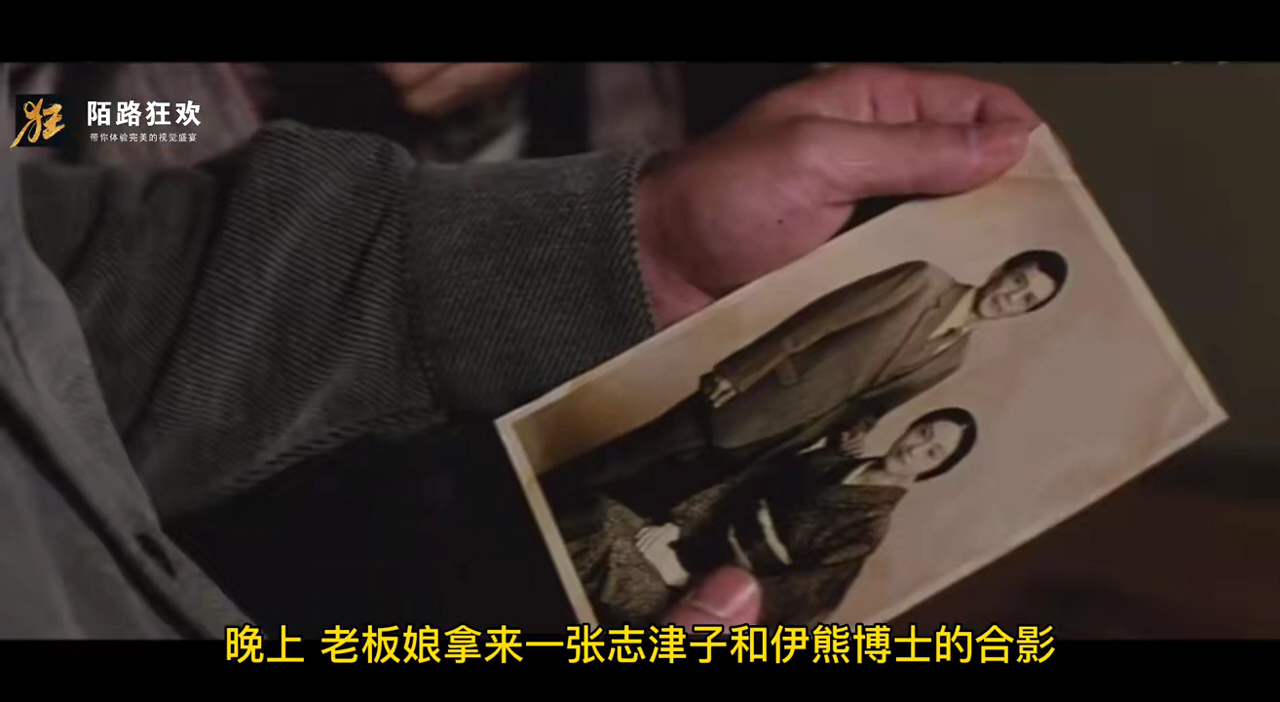 狂
陌路狂欢
带你体验完美的视觉盛宴
晚上 老板娘拿来一张志津子和伊熊博士的合影